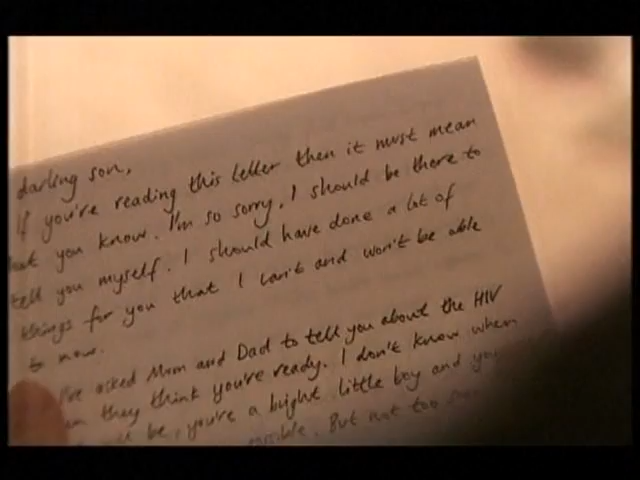 darling son,
If you're reading this letter then it must mean
you know. I'm so sorry. I should be there to
tell you myself. I should have done a lot of
things for you that I can't and won't be able
to now.
I've asked Mum and Dad to tell you about the HIV
they think you're ready. I don't know when
be, you're a bright little boy and
But not too